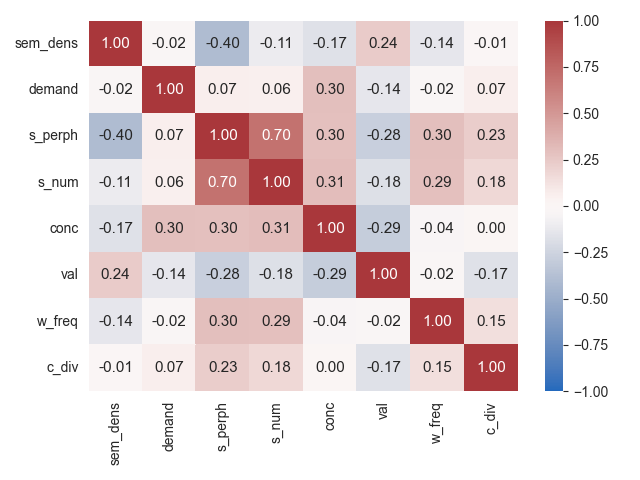 sem_dens 1.00 -0.02 -0.40 -0.11 -0.17 0.24 -0.14 -0.01
demand -0.02 1.00 0.07 0.06 0.30 -0.14 -0.02 0.07
s_perph -0.40 0.07 1.00 0.70 0.30 -0.28 0.30 0.23
s_num -0.11 0.06 0.70 1.00 0.31 -0.18 0.29 0.18
conc -0.17 0.30 0.30 0.31 1.00 -0.29 -0.04 0.00
val 0.24 -0.14 -0.28 -0.18 -0.29 1.00 -0.02 -0.17
w_freq -0.14 -0.02 0.30 0.29 -0.04 -0.02 1.00 0.15
c_div -0.01 0.07 0.23 0.18 0.00 -0.17 0.15 1.00
sem_dens demand s_perph s_num conc val w_freq c_div
1.00
0.75
0.50
0.25
0.00
−0.25
−0.50
−0.75
−1.00